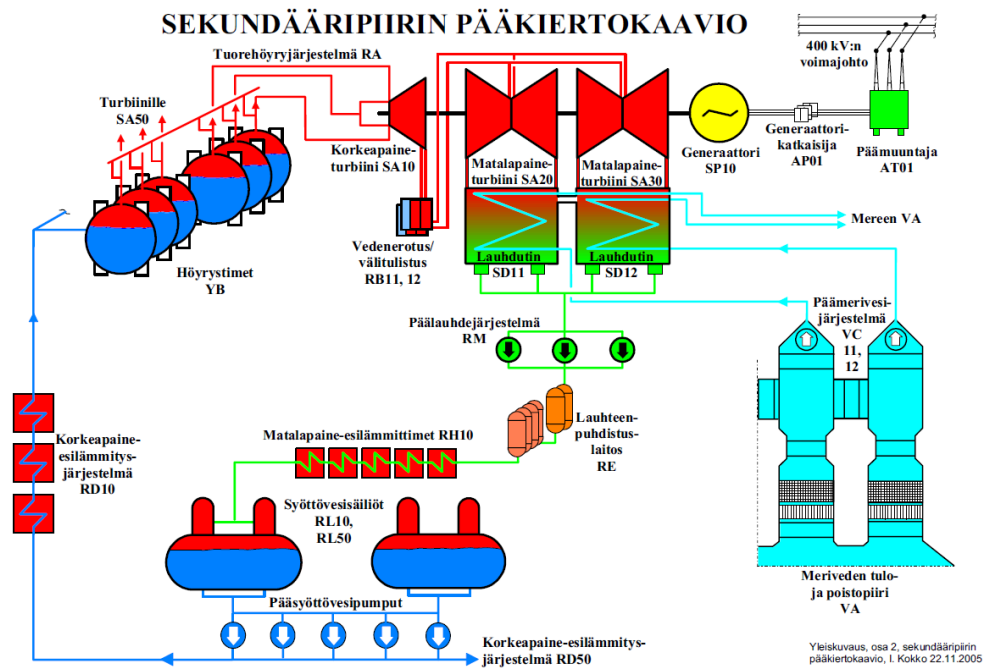 SEKUNDÄÄRIPIIRIN PÄÄKIERTOKAAVIO
Tuorehöyryjärjestelmä RA
400 kV:n
voimajohto
Turbiinille
SA50
Korkeapaine-
turbiini SA10
Matalapaine-
turbiini SA20
Matalapaine-
turbiini SA30
Generaattori
SP10
Generaattori-
katkaisija
AP01
Päämuuntaja
AT01
Vedenerotus/
välitulistus
RB11, 12
Mereen VA
Höyrystimet
YB
Lauhdutin
SD11
Lauhdutin
SD12
Päälauhdejärjestelmä
RM
Päämerivesi-
järjestelmä
VC
11,
12
Lauhteen-
puhdistus-
laitos
RE
Korkeapaine-
esilämmitys-
järjestelmä
RD10
Matalapaine-esilämmittimet RH10
Syöttövesisäiliöt
RL10,
RL50
Meriveden tulo-
ja poistopiiri
VA
Pääsyöttövesipumput
Korkeapaine-esilämmitys-
järjestelmä RD50
Yleiskuvaus, osa 2, sekundääripiirin
pääkiertokaavio, I. Kokko 22.11.2005